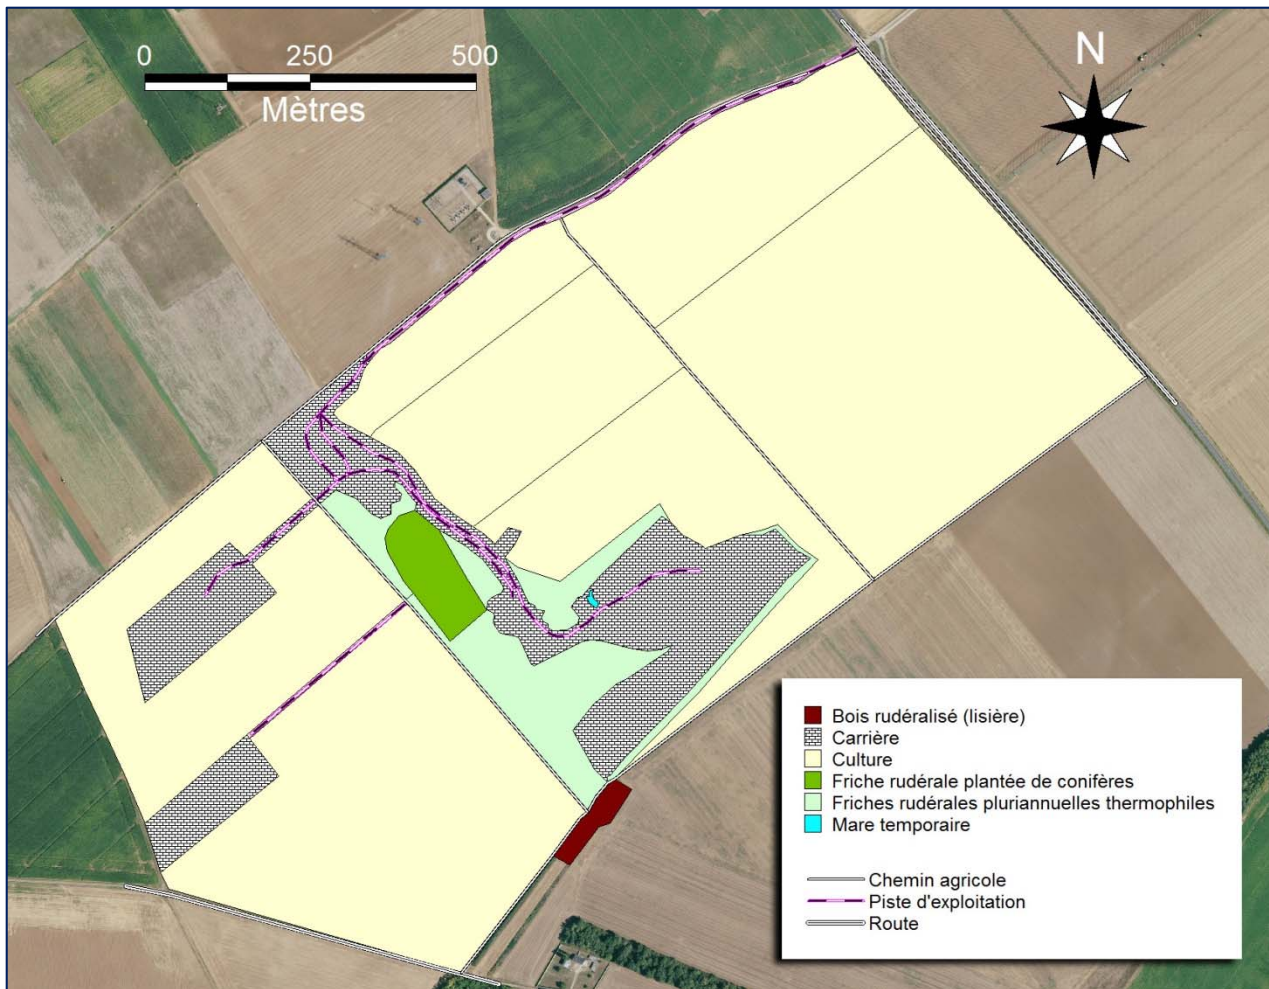 0 250 500
Mètres
N
Bois rudéralisé (lisière)
Carrière
Culture
Friche rudérale plantée de conifères
Friches rudérales pluriannuelles thermophiles
Mare temporaire
Chemin agricole
Piste d'exploitation
Route